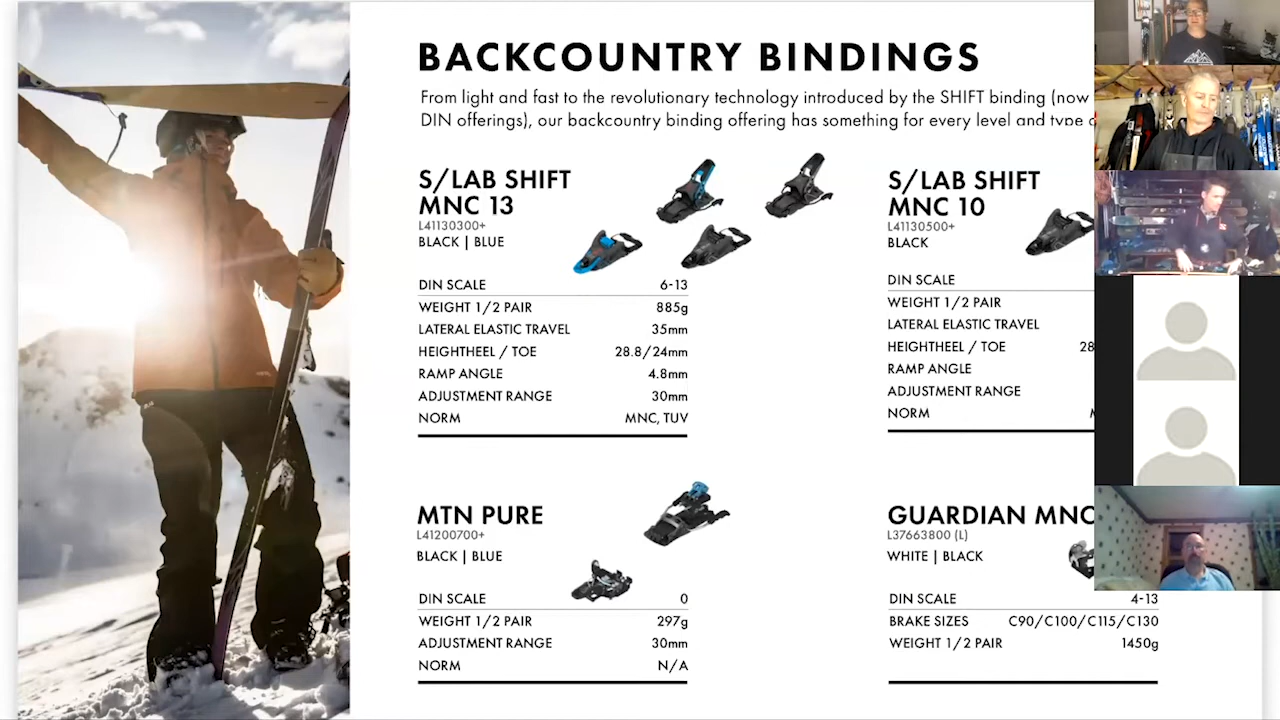 BACKCOUNTRY BINDINGS
From light and fast to the revolutionary technology introduced by the SHIFT binding (now
DIN offerings), our backcountry binding offering has something for every level and type
S/LAB SHIFT
MNC 13
L41130300+
BLACK | BLUE
DIN SCALE 6-13
WEIGHT 1/2 PAIR 885g
LATERAL ELASTIC TRAVEL 35mm
HEIGHTHEEL / TOE 28.8/24mm
RAMP ANGLE 4.8mm
ADJUSTMENT RANGE 30mm
NORM MNC, TUV
S/LAB SHIFT
MNC 10
L41130500+
BLACK
DIN SCALE
WEIGHT 1/2 PAIR
LATERAL ELASTIC TRAVEL
HEIGHTHEEL / TOE 28
RAMP ANGLE
ADJUSTMENT RANGE
NORM
MTN PURE
L41200700+
BLACK | BLUE
DIN SCALE 0
WEIGHT 1/2 PAIR 297g
ADJUSTMENT RANGE 30mm
NORM N/A
GUARDIAN MNC
L37663800 (L)
WHITE | BLACK
DIN SCALE 4-13
BRAKE SIZES C90/C100/C115/C130
WEIGHT 1/2 PAIR 1450g